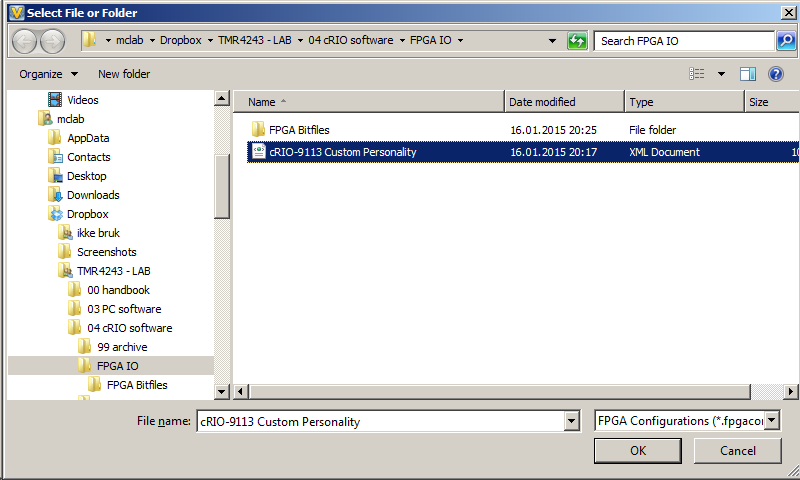 Select File or Folder
mclab Dropbox TMR4243 - LAB 04 cRIO software FPGA IO
Search FPGA IO
Organize New folder
Name Date modified Type Size
Videos
mclab
AppData
Contacts
Desktop
Downloads
Dropbox
ikke bruk
Screenshots
TMR4243 - LAB
00 handbook
03 PC software
04 cRIO software
99 archive
FPGA IO
FPGA Bitfiles
FPGA Bitfiles 16.01.2015 20:25 File folder
cRIO-9113 Custom Personality 16.01.2015 20:17 XML Document 10
File name: cRIO-9113 Custom Personality FPGA Configurations (*.fpgacor
OK Cancel